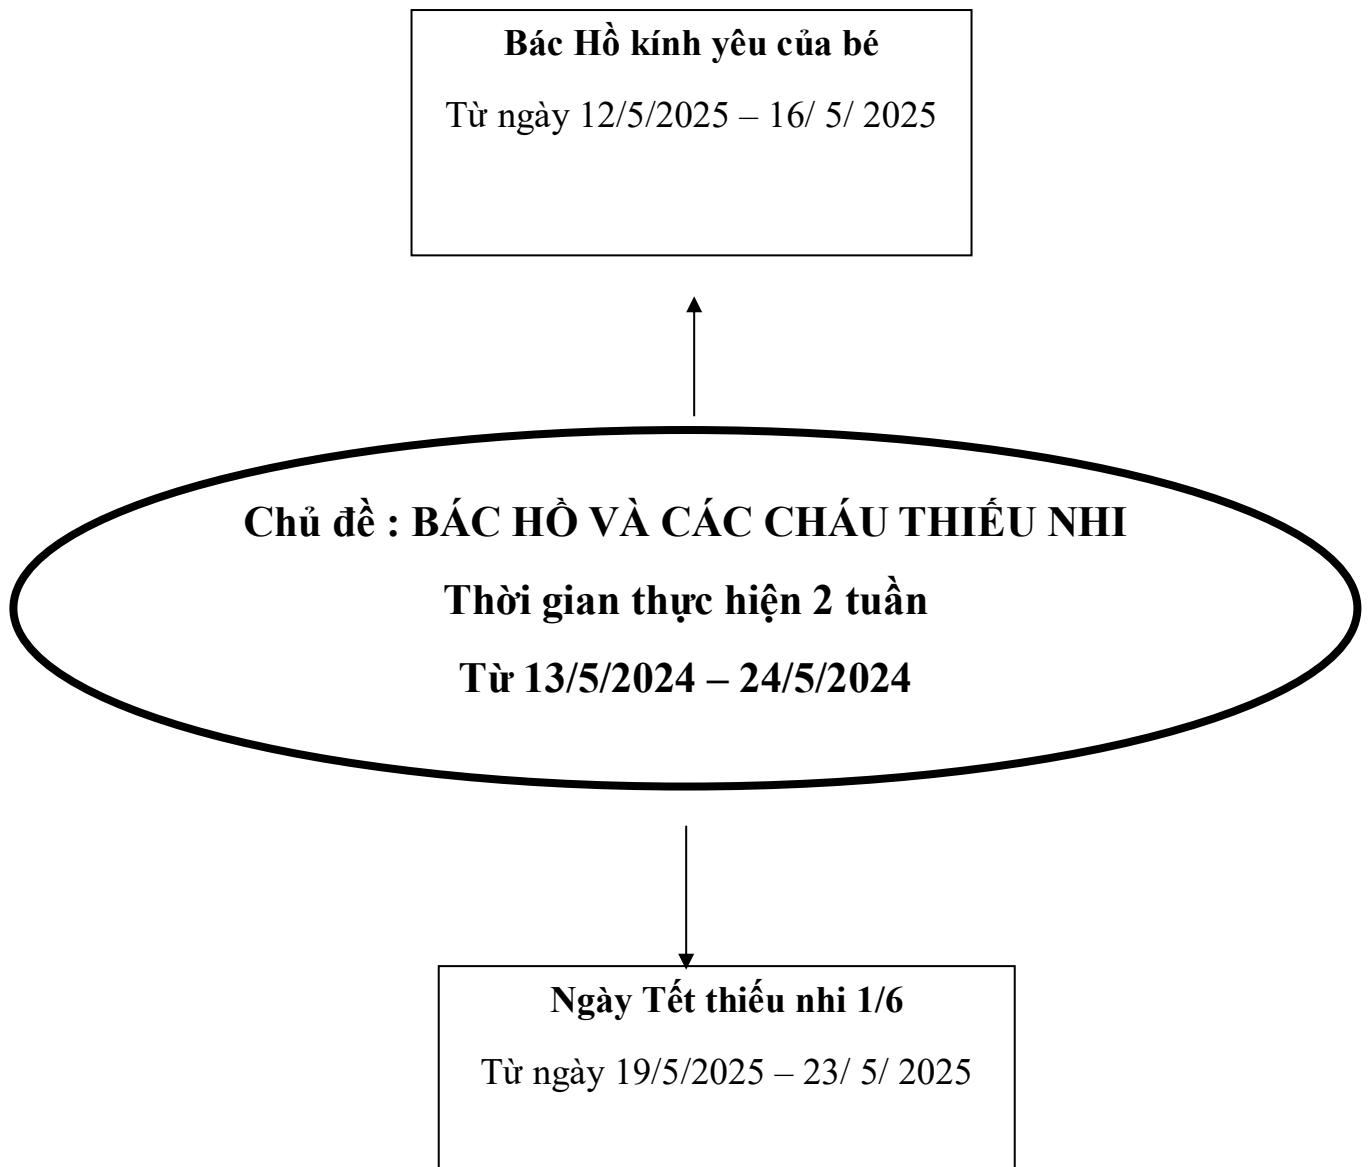 Bác Hồ kính yêu của bé
Từ ngày 12/5/2025 – 16/ 5/ 2025
Chủ đề : BÁC HỒ VÀ CÁC CHÁU THIẾU NHI
Thời gian thực hiện 2 tuần
Từ 13/5/2024 – 24/5/2024
Ngày Tết thiếu nhi 1/6
Từ ngày 19/5/2025 – 23/ 5/ 2025